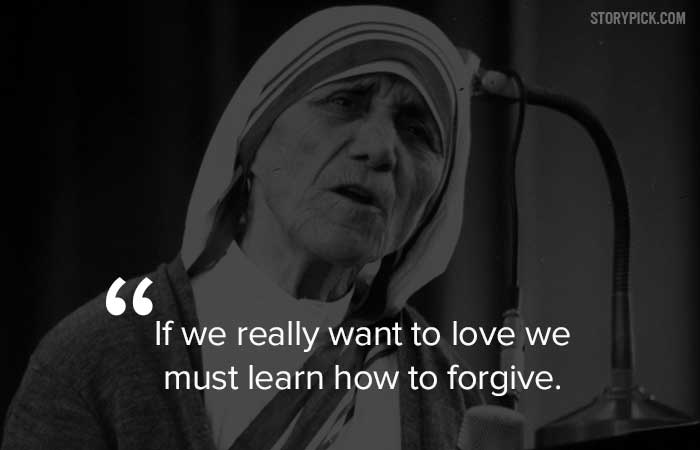 STORYPICK.COM
“ If we really want to love we
must learn how to forgive.